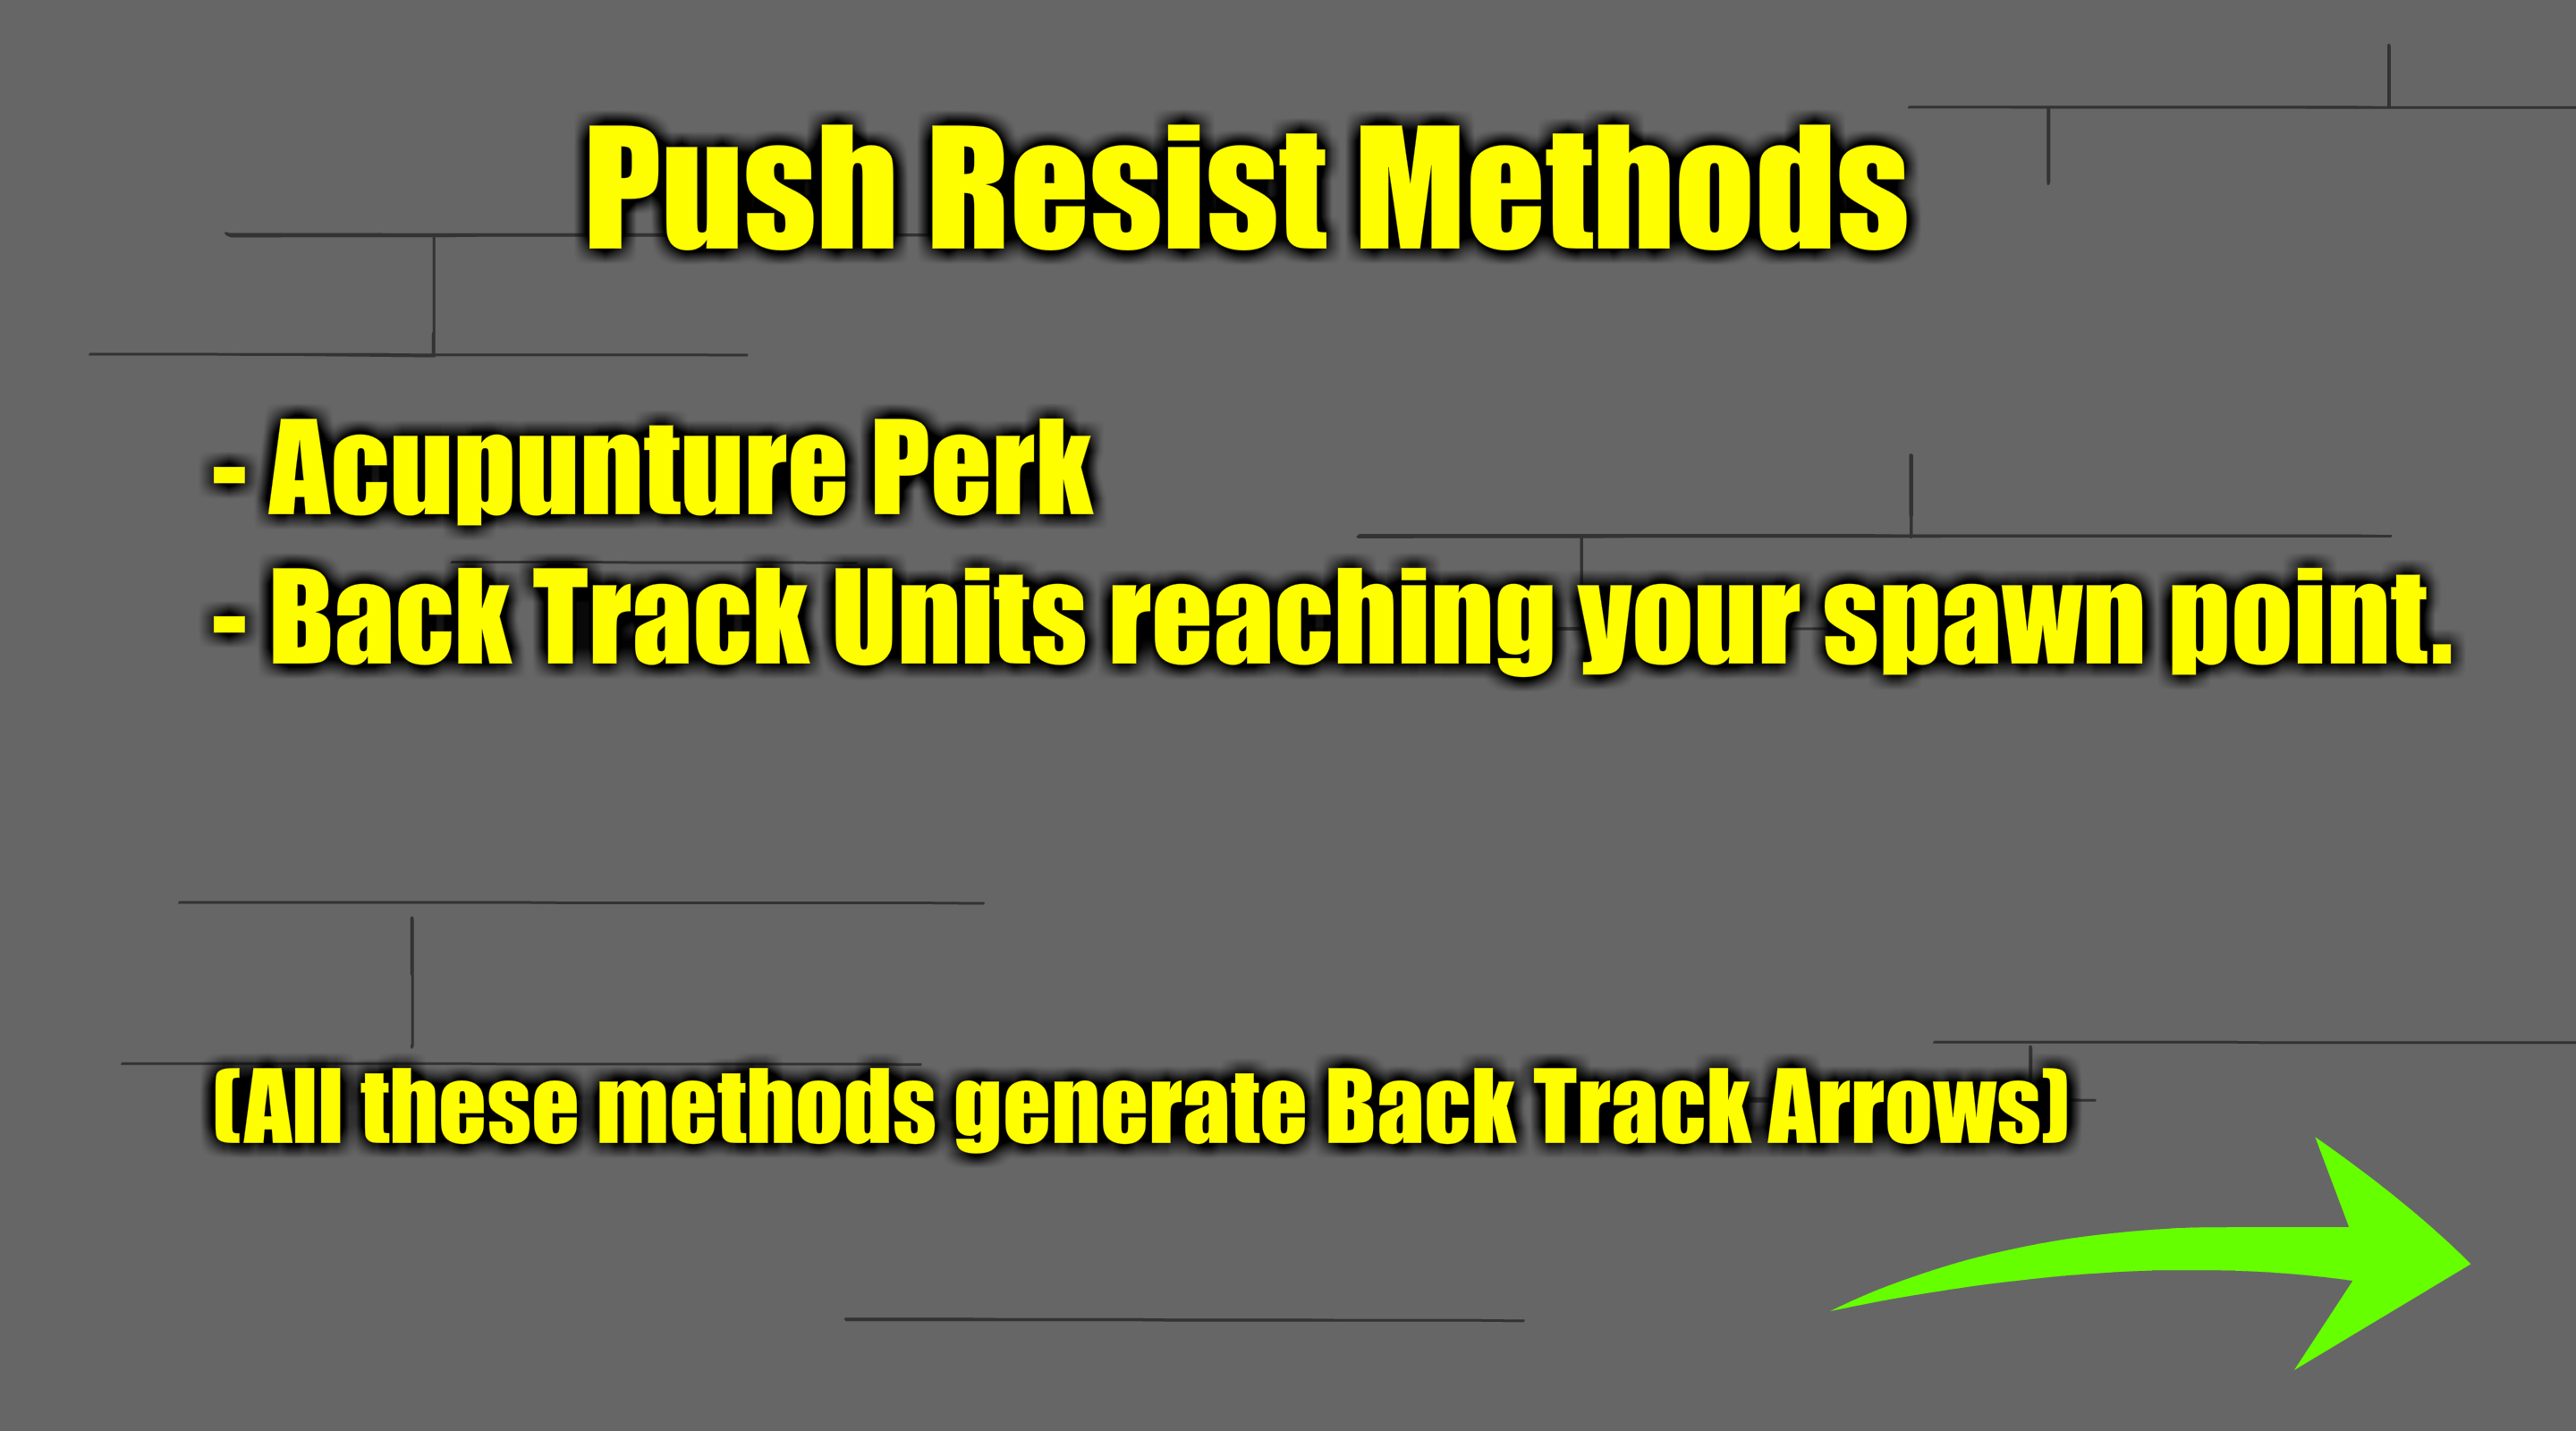 Push Resist Methods
- Acupunture Perk
- Back Track Units reaching your spawn point.
(All these methods generate Back Track Arrows)